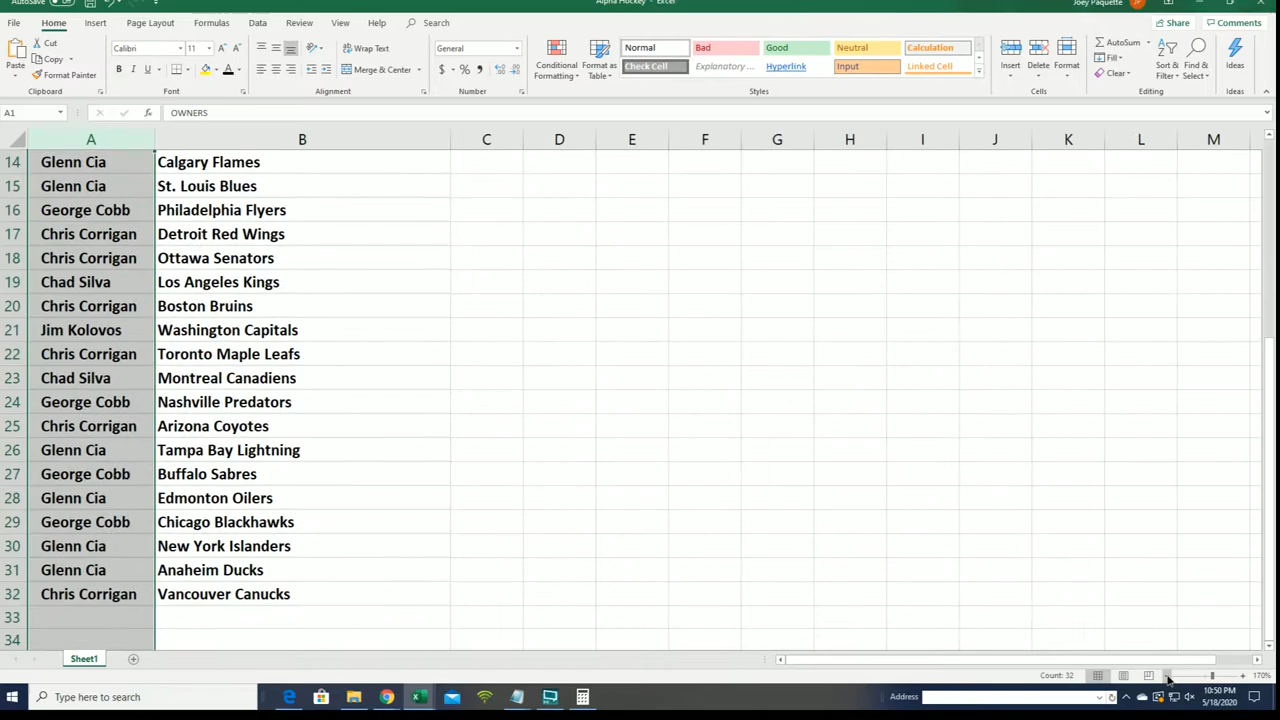 AutoSave Off Alpha Hockey - Excel Joey Paquette JP
File Home Insert Page Layout Formulas Data Review View Help Search Share Comments
Paste Cut Copy Format Painter Clipboard
Calibri 11 B I U A Font
Wrap Text Merge & Center Alignment
General $ % , Number
Conditional Formatting Format as Table
Normal Bad Good Neutral Calculation
Check Cell Explanatory ... Hyperlink Input Linked Cell
Styles
Insert Delete Format Cells
AutoSum Fill Clear Sort & Filter Find & Select Editing
Ideas Ideas
A1 fx OWNERS
A B C D E F G H I J K L M
14 Glenn Cia Calgary Flames
15 Glenn Cia St. Louis Blues
16 George Cobb Philadelphia Flyers
17 Chris Corrigan Detroit Red Wings
18 Chris Corrigan Ottawa Senators
19 Chad Silva Los Angeles Kings
20 Chris Corrigan Boston Bruins
21 Jim Kolovos Washington Capitals
22 Chris Corrigan Toronto Maple Leafs
23 Chad Silva Montreal Canadiens
24 George Cobb Nashville Predators
25 Chris Corrigan Arizona Coyotes
26 Glenn Cia Tampa Bay Lightning
27 George Cobb Buffalo Sabres
28 Glenn Cia Edmonton Oilers
29 George Cobb Chicago Blackhawks
30 Glenn Cia New York Islanders
31 Glenn Cia Anaheim Ducks
32 Chris Corrigan Vancouver Canucks
33
34
Sheet1
Count: 32 170%
Type here to search Address 10:50 PM
5/18/2020